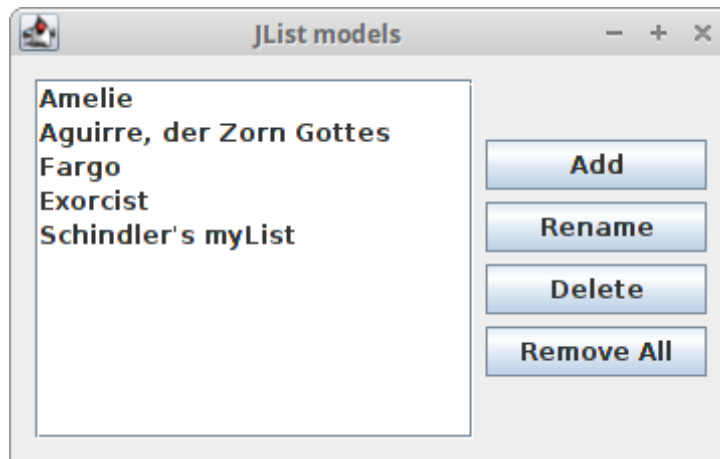 JList models
Amelie
Aguirre, der Zorn Gottes
Fargo
Exorcist
Schindler's myList
Add
Rename
Delete
Remove All